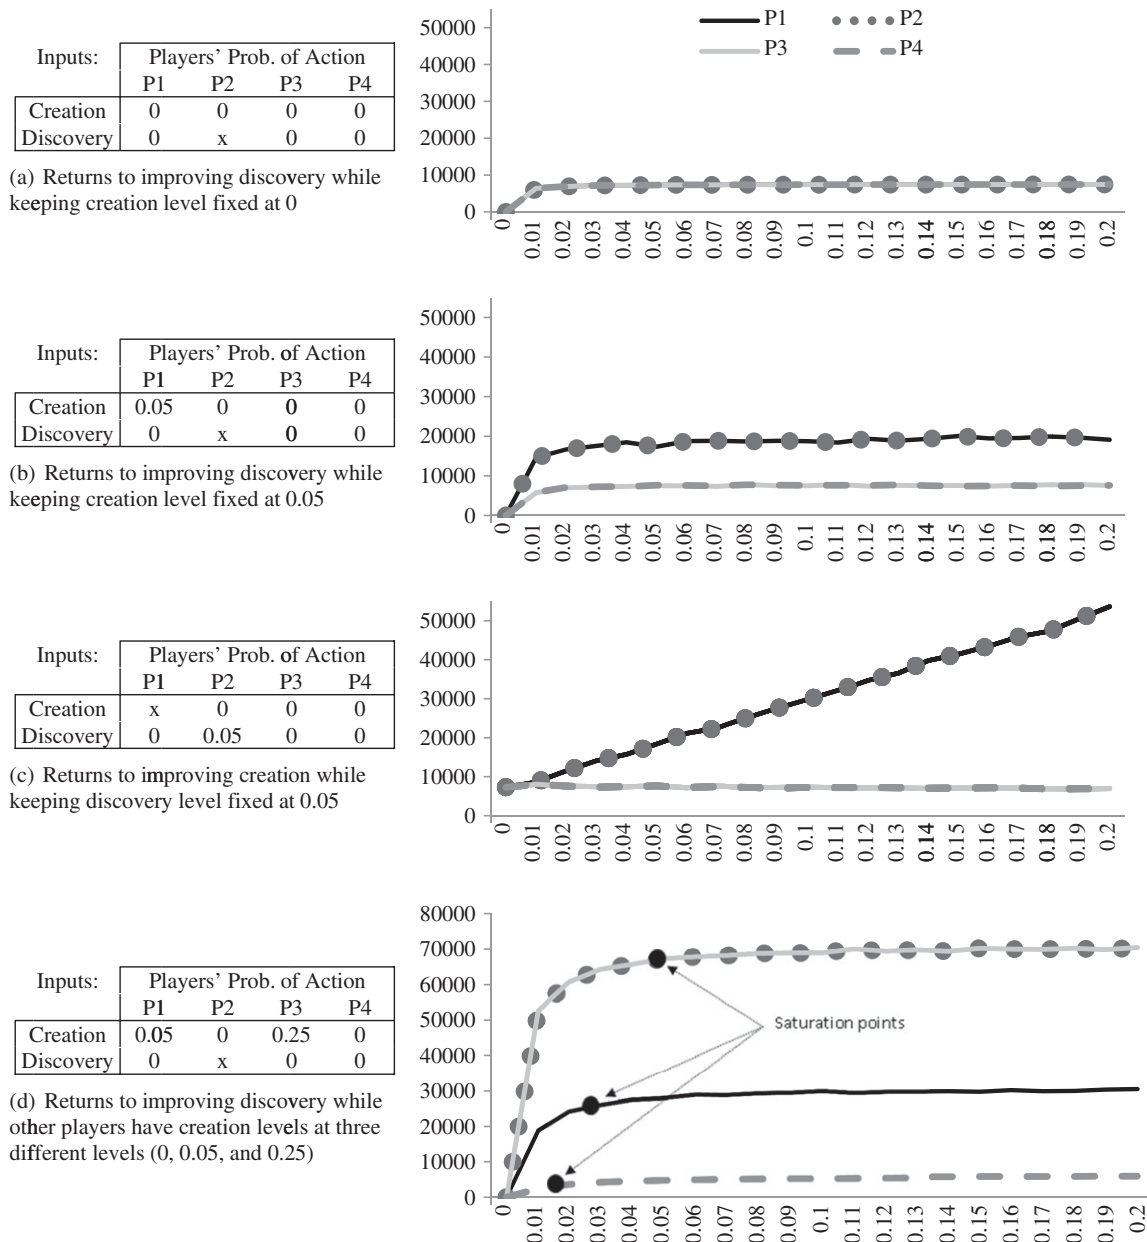 P1 P2
P3 P4
Inputs: Players' Prob. of Action
P1 P2 P3 P4
Creation 0 0 0 0
Discovery 0 x 0 0
(a) Returns to improving discovery while
keeping creation level fixed at 0
50000
40000
30000
20000
10000
0
0 0.01 0.02 0.03 0.04 0.05 0.06 0.07 0.08 0.09 0.1 0.11 0.12 0.13 0.14 0.15 0.16 0.17 0.18 0.19 0.2
Inputs: Players' Prob. of Action
P1 P2 P3 P4
Creation 0.05 0 0 0
Discovery 0 x 0 0
(b) Returns to improving discovery while
keeping creation level fixed at 0.05
50000
40000
30000
20000
10000
0
0 0.01 0.02 0.03 0.04 0.05 0.06 0.07 0.08 0.09 0.1 0.11 0.12 0.13 0.14 0.15 0.16 0.17 0.18 0.19 0.2
Inputs: Players' Prob. of Action
P1 P2 P3 P4
Creation x 0 0 0
Discovery 0 0.05 0 0
(c) Returns to improving creation while
keeping discovery level fixed at 0.05
50000
40000
30000
20000
10000
0
0 0.01 0.02 0.03 0.04 0.05 0.06 0.07 0.08 0.09 0.1 0.11 0.12 0.13 0.14 0.15 0.16 0.17 0.18 0.19 0.2
Inputs: Players' Prob. of Action
P1 P2 P3 P4
Creation 0.05 0 0.25 0
Discovery 0 x 0 0
(d) Returns to improving discovery while
other players have creation levels at three
different levels (0, 0.05, and 0.25)
80000
70000
60000
50000
40000
30000
20000
10000
0
Saturation points
0 0.01 0.02 0.03 0.04 0.05 0.06 0.07 0.08 0.09 0.1 0.11 0.12 0.13 0.14 0.15 0.16 0.17 0.18 0.19 0.2